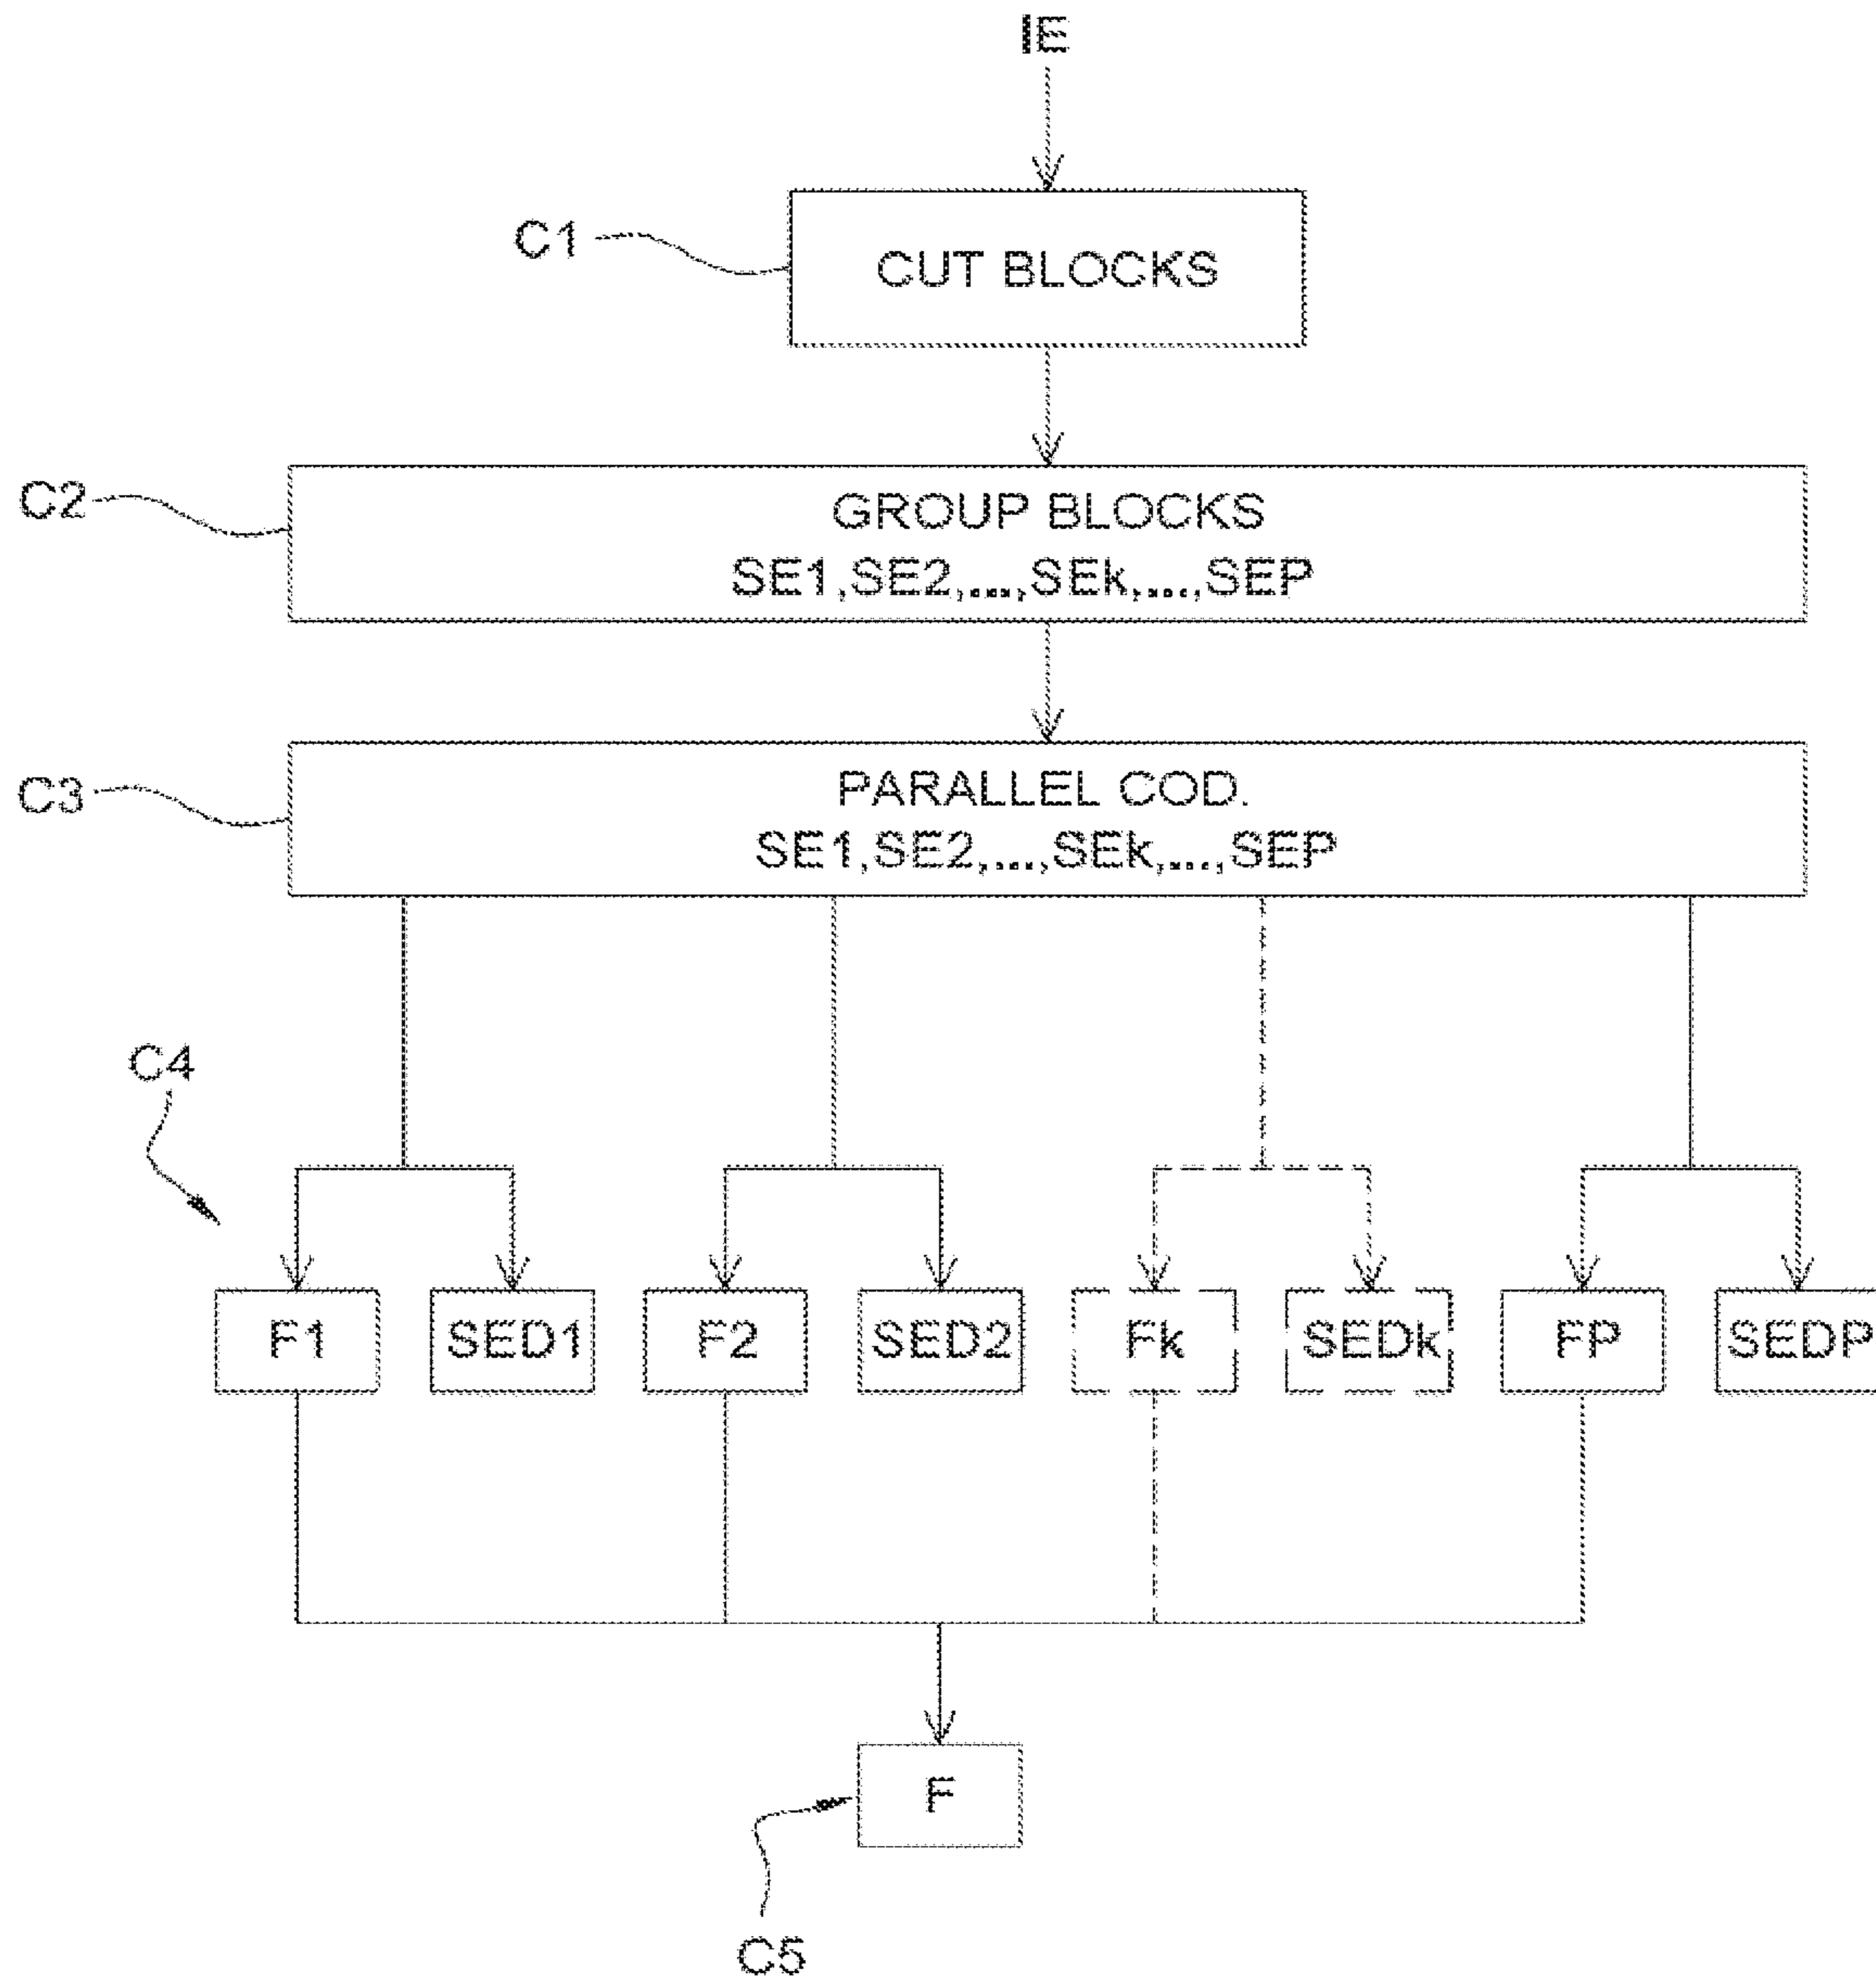 IE
C1
CUT BLOCKS
C2
GROUP BLOCKS
SE1,SE2,...,SEk,...,SEP
C3
PARALLEL COD.
SE1,SE2,...,SEk,...,SEP
C4
F1
SED1
F2
SED2
Fk
SEDk
FP
SEDP
F
C5